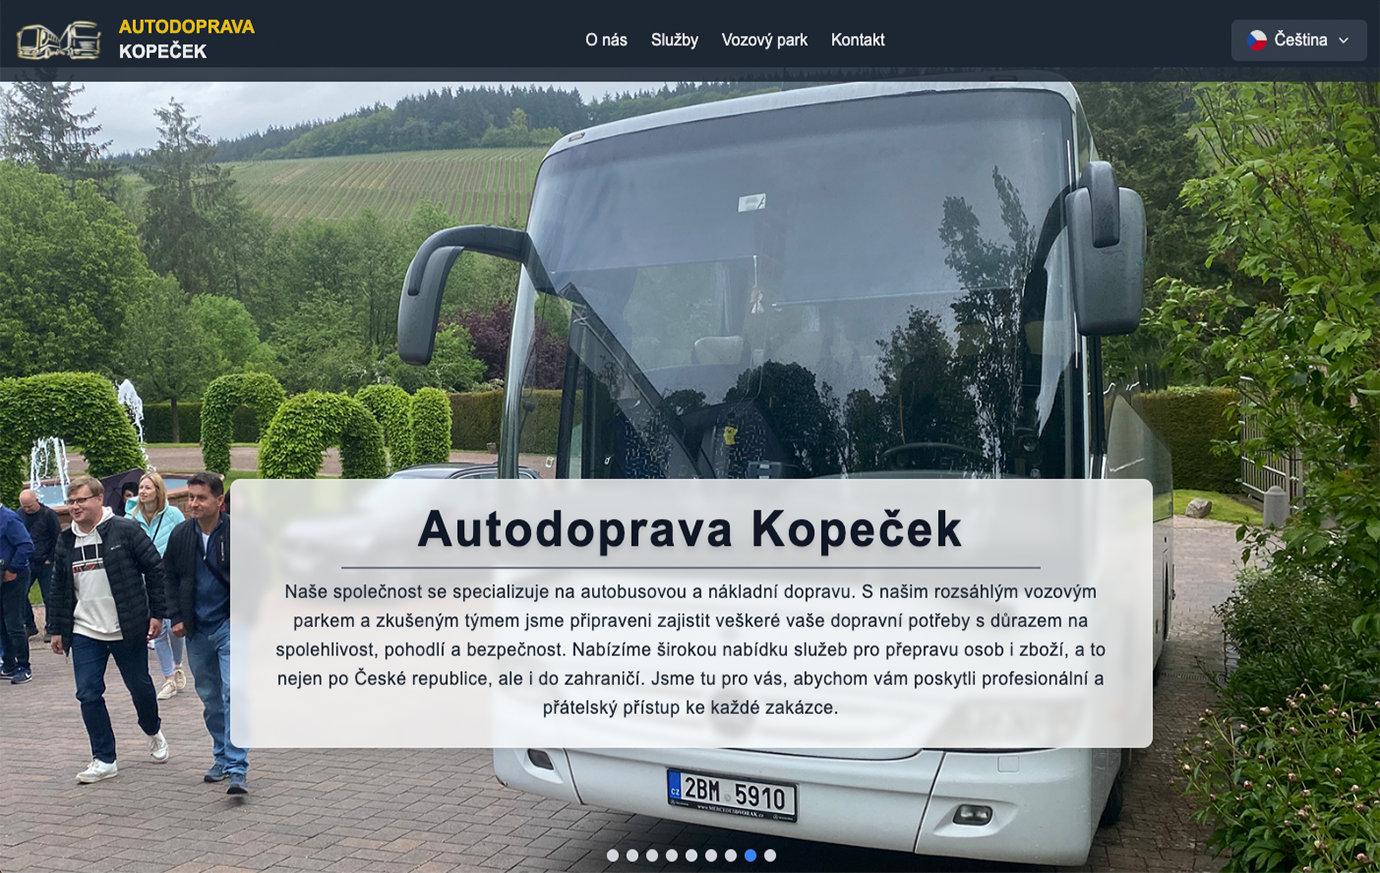 AUTODOPRAVA
KOPEČEK
O nás Služby Vozový park Kontakt
Čeština
Autodoprava Kopeček
Naše společnost se specializuje na autobusovou a nákladní dopravu. S našim rozsáhlým vozovým
parkem a zkušeným týmem jsme připraveni zajistit veškeré vaše dopravní potřeby s důrazem na
spolehlivost, pohodlí a bezpečnost. Nabízíme širokou nabídku služeb pro přepravu osob i zboží, a to
nejen po České republice, ale i do zahraničí. Jsme tu pro vás, abychom vám poskytli profesionální a
přátelský přístup ke každé zakázce.
CZ 2BM 5910